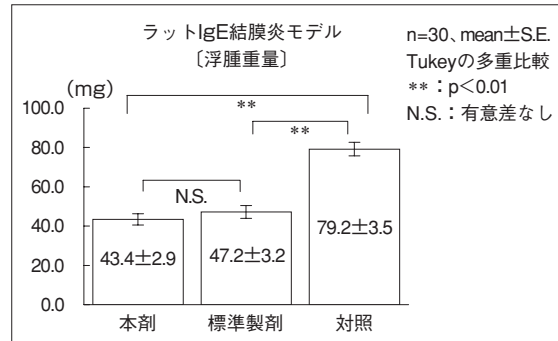 ラットIgE結膜炎モデル
〔浮腫重量〕
n=30、mean±S.E.
Tukeyの多重比較
**：p<0.01
N.S.：有意差なし
(mg)
100.0
80.0
60.0
40.0
20.0
0.0
**
**
N.S.
43.4±2.9
47.2±3.2
79.2±3.5
本剤
標準製剤
対照